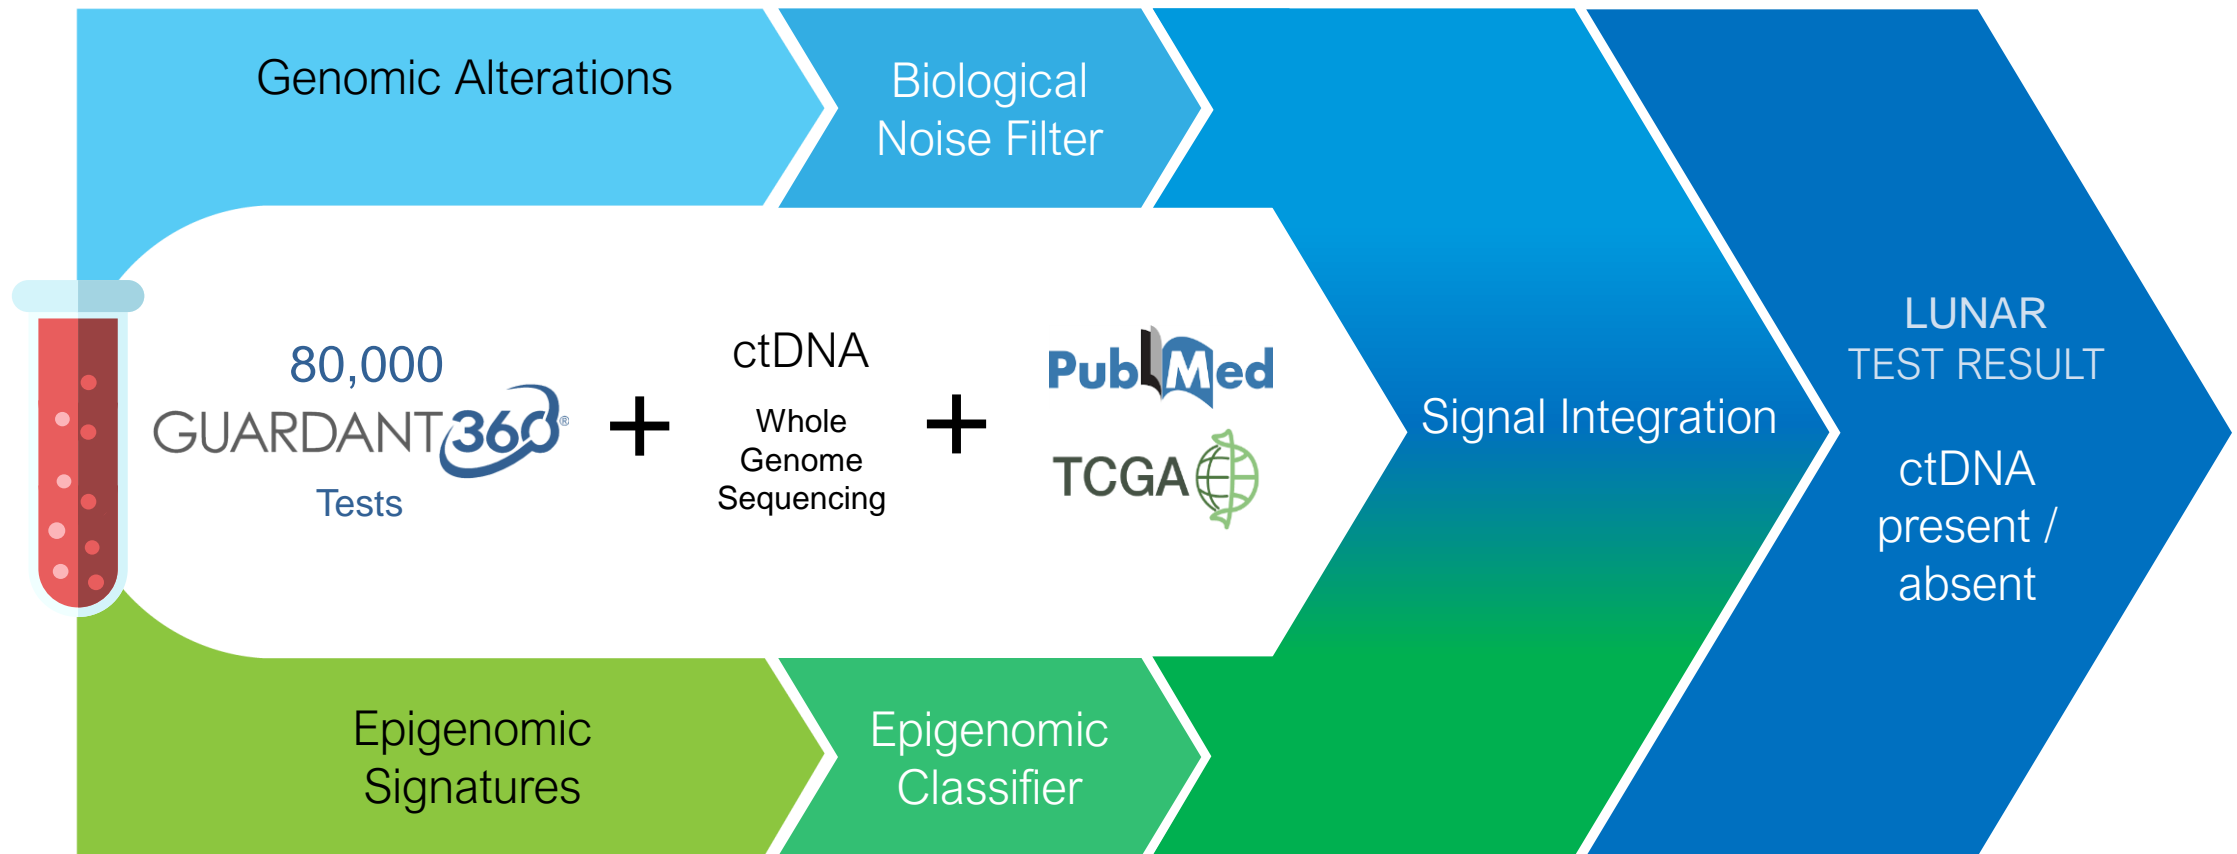 Genomic Alterations
Biological
Noise Filter
80,000
GUARDANT360®
Tests
+
ctDNA
Whole
Genome
Sequencing
+
PubMed
TCGA
Signal Integration
LUNAR
TEST RESULT
ctDNA
present /
absent
Epigenomic
Signatures
Epigenomic
Classifier